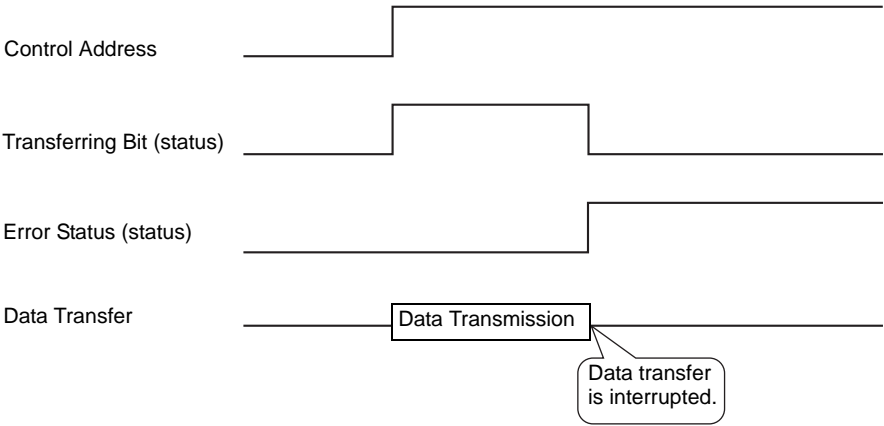 Control Address
Transferring Bit (status)
Error Status (status)
Data Transfer
Data Transmission
Data transfer
is interrupted.